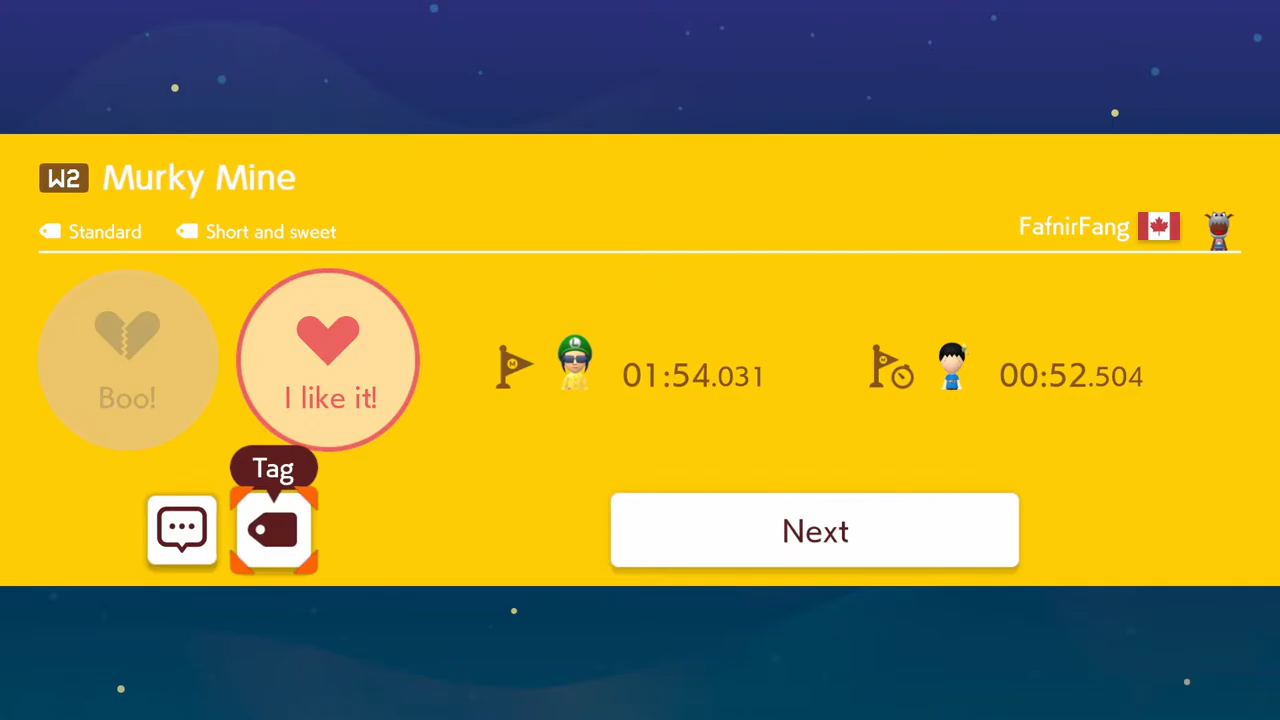 W2 Murky Mine
Standard Short and sweet
FafnirFang
Boo!
I like it!
M
L
01:54.031
M
00:52.504
Tag
Next